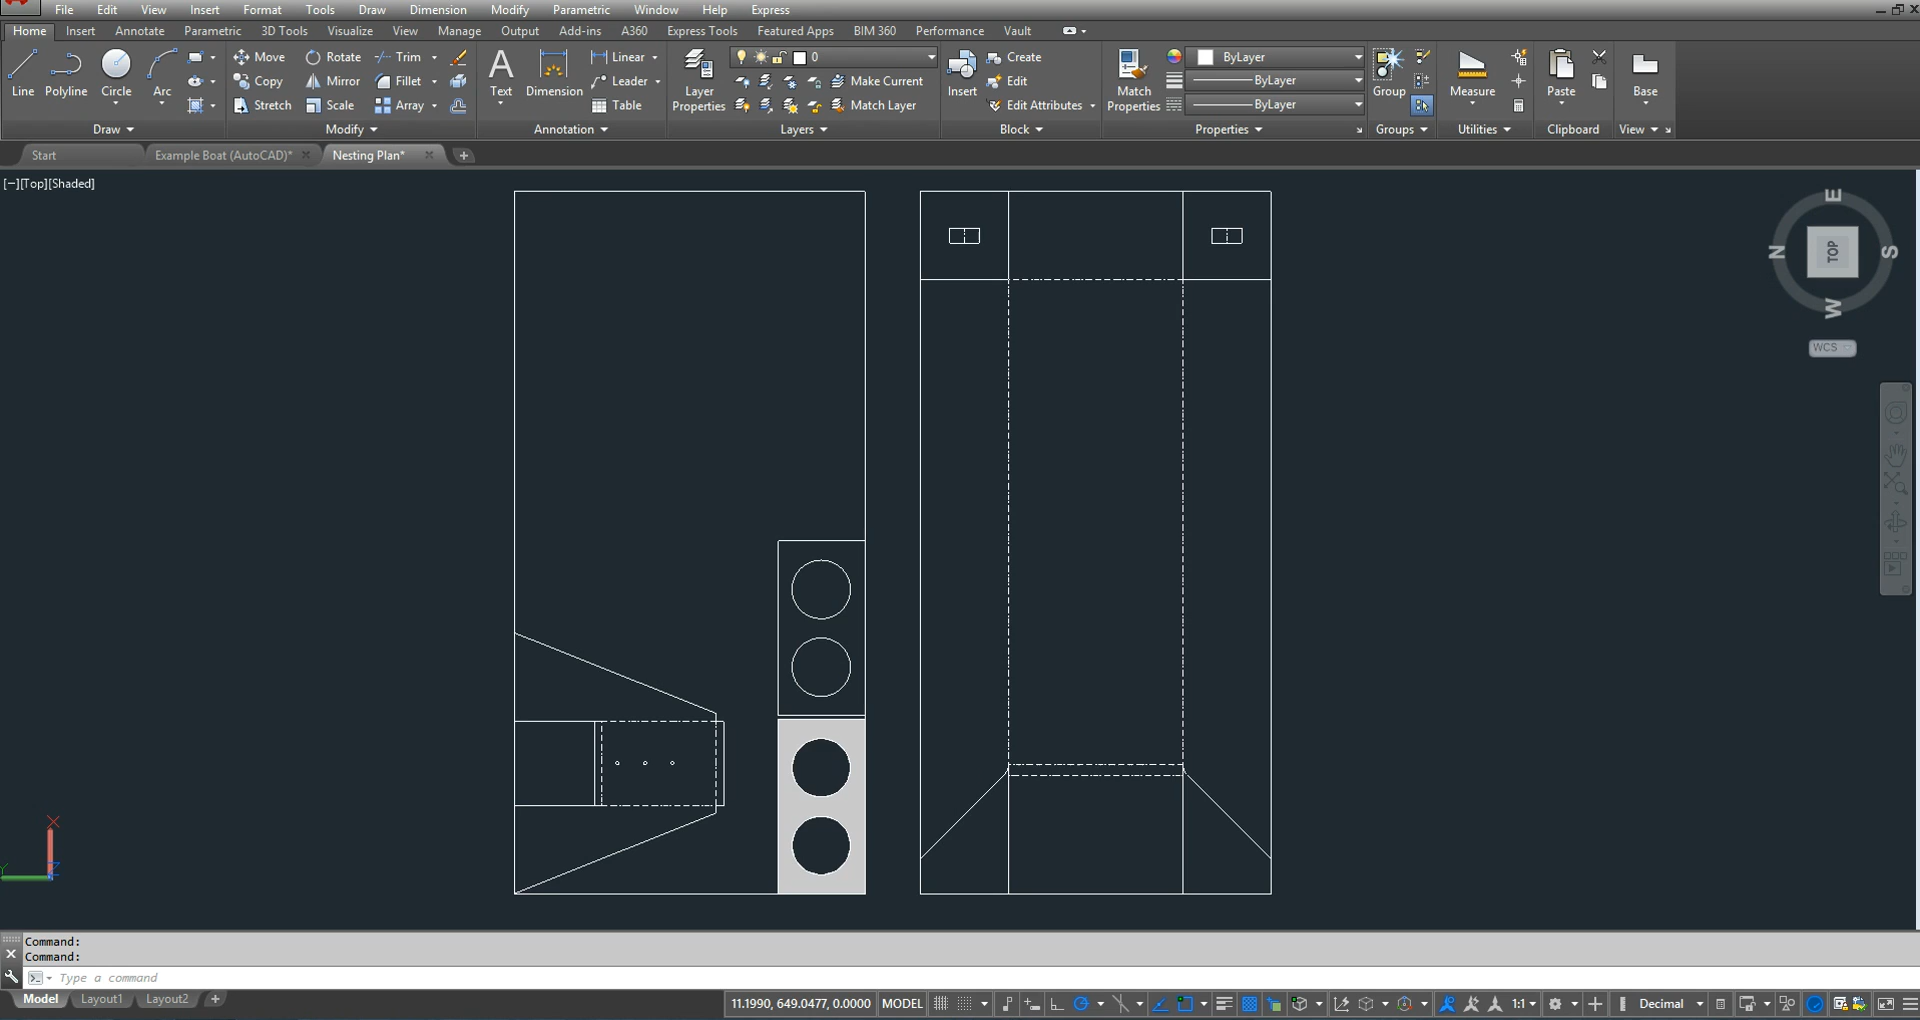 File Edit View Insert Format Tools Draw Dimension Modify Parametric Window Help Express
Home Insert Annotate Parametric 3D Tools Visualize View Manage Output Add-ins A360 Express Tools Featured Apps BIM 360 Performance Vault
Line Polyline Circle Arc
Move Rotate Trim
Copy Mirror Fillet
Stretch Scale Array
Text Dimension
Linear
Leader
Table
Layer Properties
0
Make Current
Match Layer
Insert
Create
Edit
Edit Attributes
Match Properties
ByLayer
ByLayer
ByLayer
Group
Measure
Paste
Base
Draw Modify Annotation Layers Block Properties Groups Utilities Clipboard View
Start Example Boat (AutoCAD)* Nesting Plan*
[−][Top][Shaded]
E
N TOP S
W
WCS
X
Y Z
Command:
Command:
Type a command
Model Layout1 Layout2 +
11.1990, 649.0477, 0.0000 MODEL 1:1 Decimal